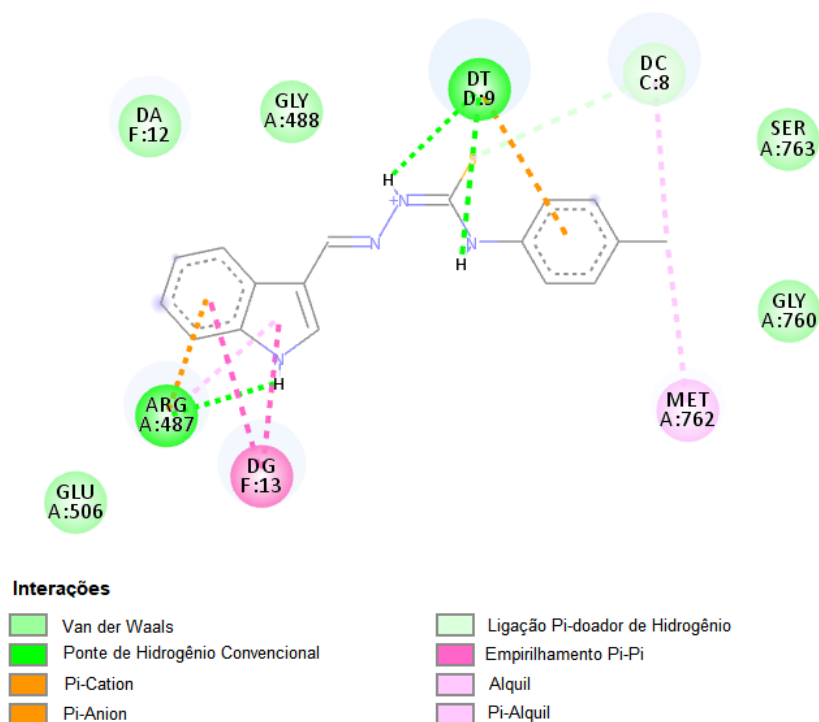 DT
D:9
DC
C:8
DA
F:12
GLY
A:488
SER
A:763
H
N
+
N
N
H
S
GLY
A:760
N
H
ARG
A:487
MET
A:762
DG
F:13
GLU
A:506
Interações
Van der Waals
Ponte de Hidrogênio Convencional
Pi-Cation
Pi-Anion
Ligação Pi-doador de Hidrogênio
Empirilhamento Pi-Pi
Alquil
Pi-Alquil